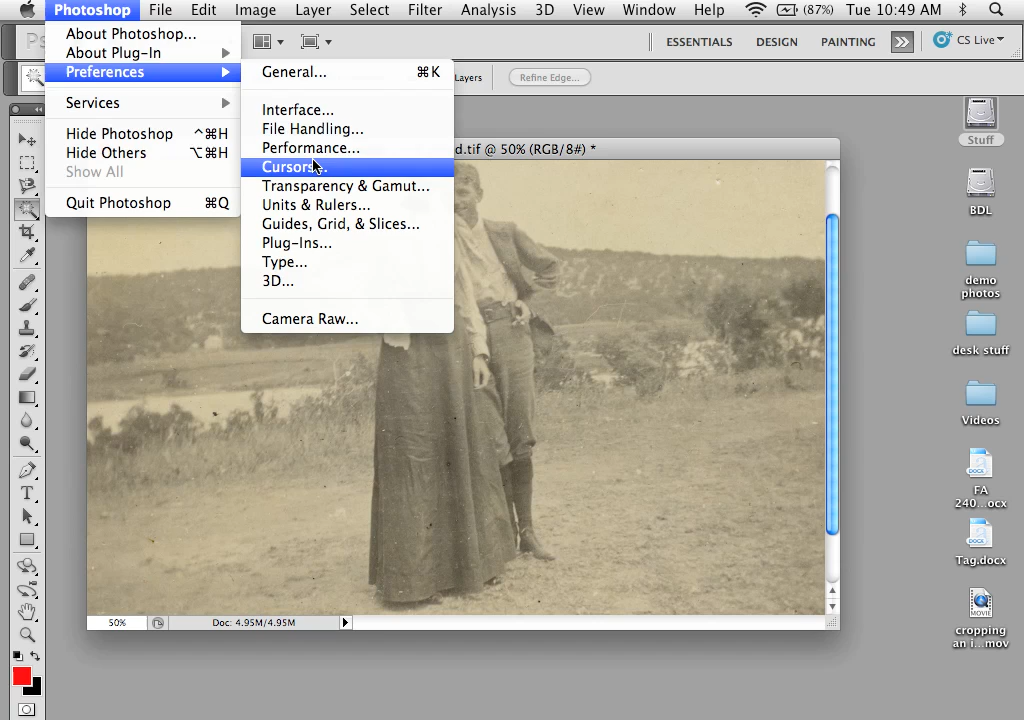 Photoshop File Edit Image Layer Select Filter Analysis 3D View Window Help (87%) Tue 10:49 AM
Ps ESSENTIALS DESIGN PAINTING CS Live
Layers Refine Edge...
About Photoshop...
About Plug-In
Preferences
Services
Hide Photoshop ^⌘H
Hide Others ⌥⌘H
Show All
Quit Photoshop ⌘Q
General... ⌘K
Interface...
File Handling...
Performance...
Cursors...
Transparency & Gamut...
Units & Rulers...
Guides, Grid, & Slices...
Plug-Ins...
Type...
3D...
Camera Raw...
d.tif @ 50% (RGB/8#) *
50% Doc: 4.95M/4.95M
Stuff
BDL
demo
photos
desk stuff
Videos
DOCX
FA
240...ocx
DOCX
Tag.docx
MOVIE
cropping
an i...mov
T